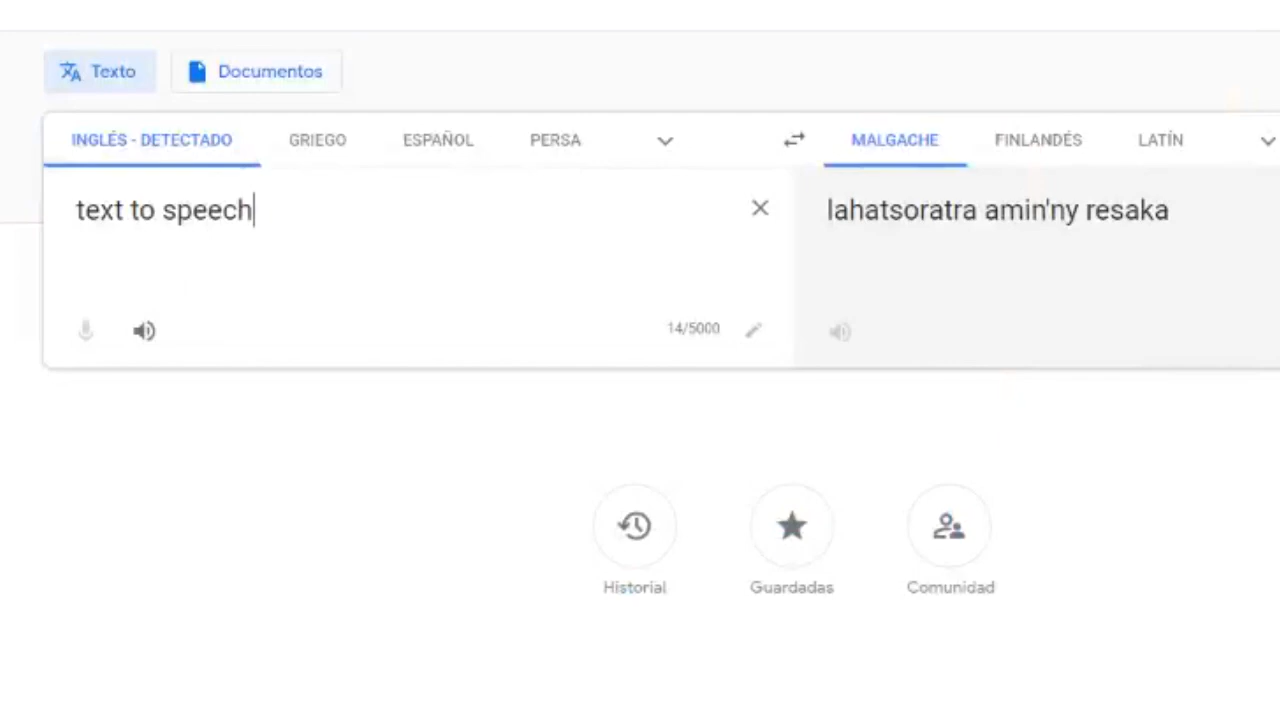 Texto Documentos
INGLÉS - DETECTADO GRIEGO ESPAÑOL PERSA MALGACHE FINLANDÉS LATÍN
text to speech lahatsoratra amin'ny resaka
14/5000
Historial Guardadas Comunidad